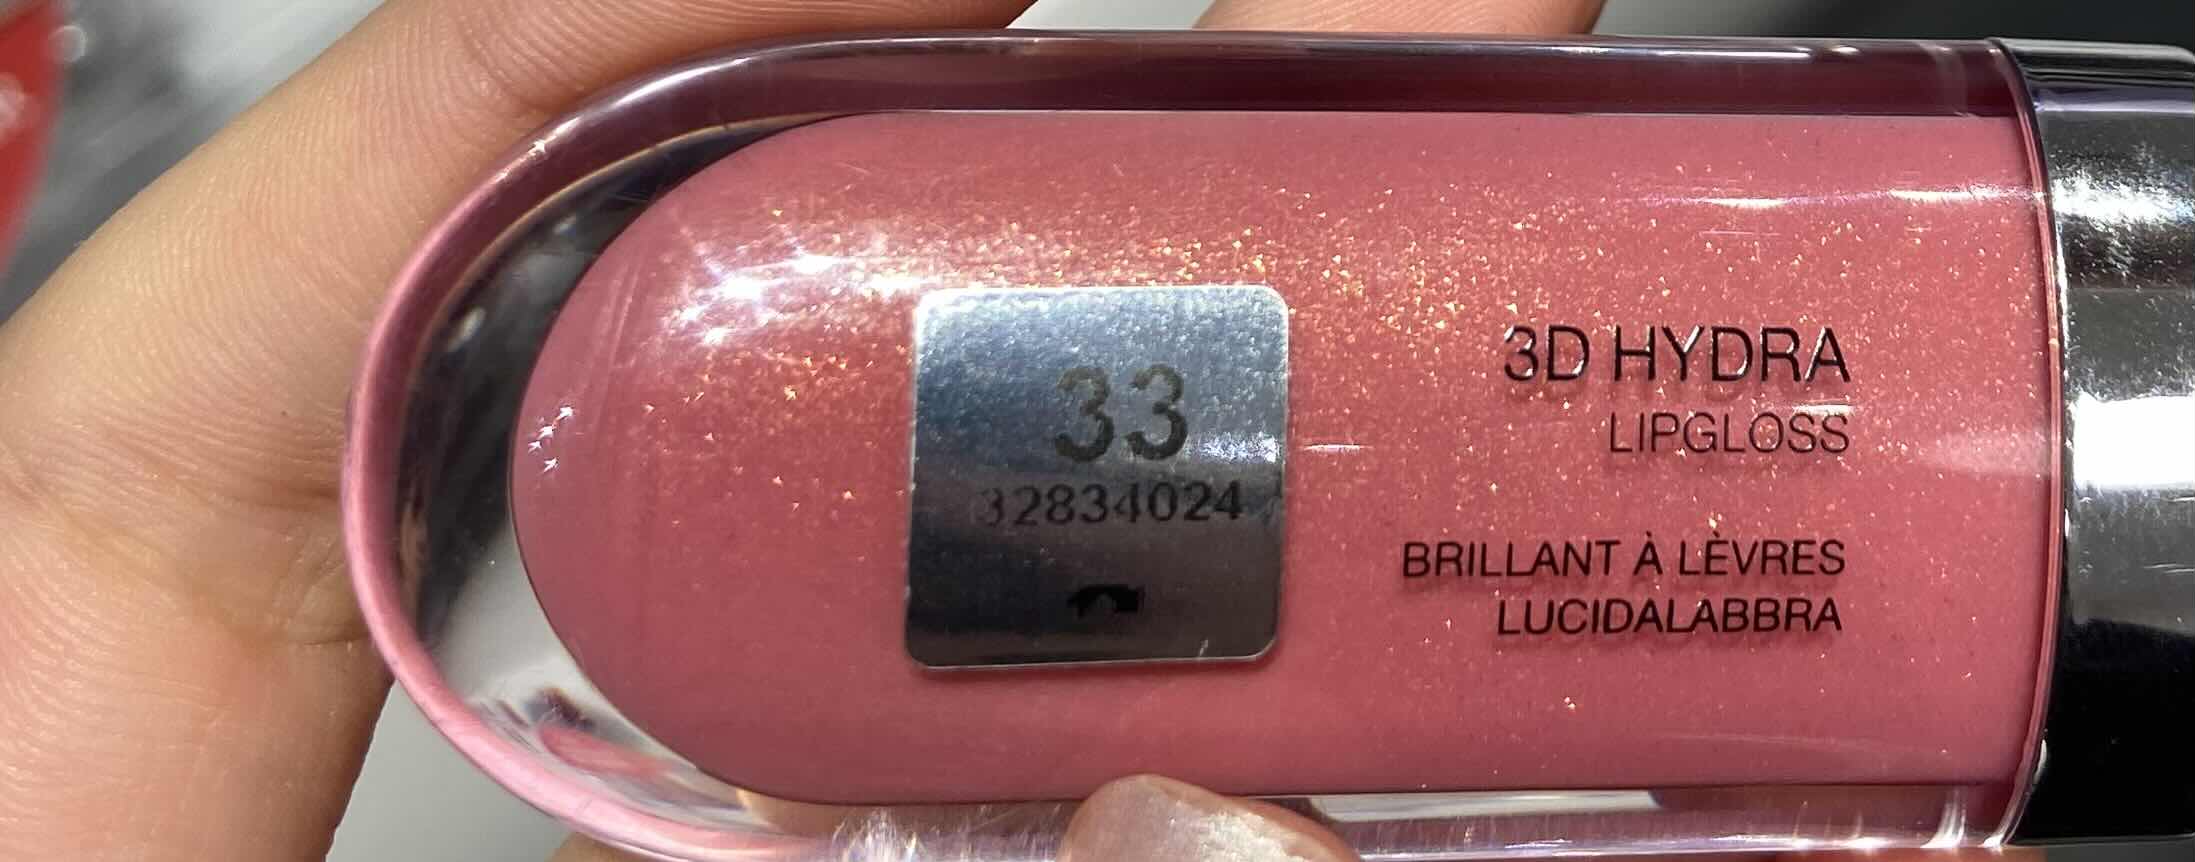 33
32834024
3D HYDRA
LIPGLOSS
BRILLANT À LÈVRES
LUCIDALABBRA